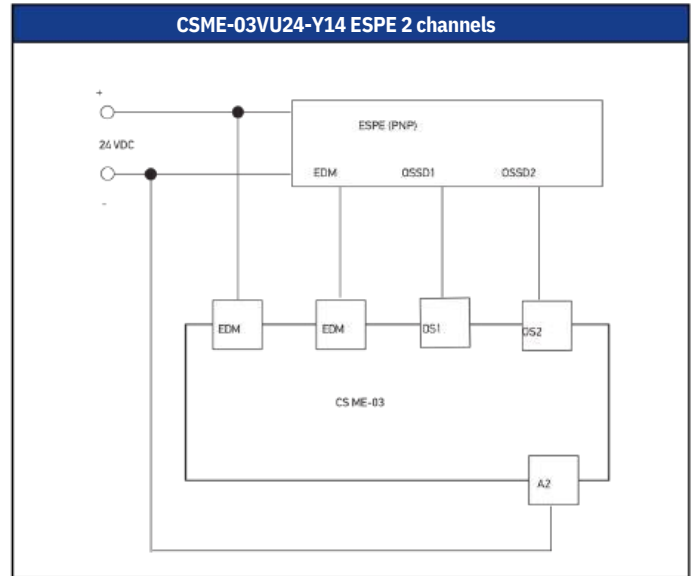 CSME-03VU24-Y14 ESPE 2 channels
+
ESPE (PNP)
24 VDC
EDM OSSD1 OSSD2
-
EDM EDM OS1 OS2
CS ME-03
A2